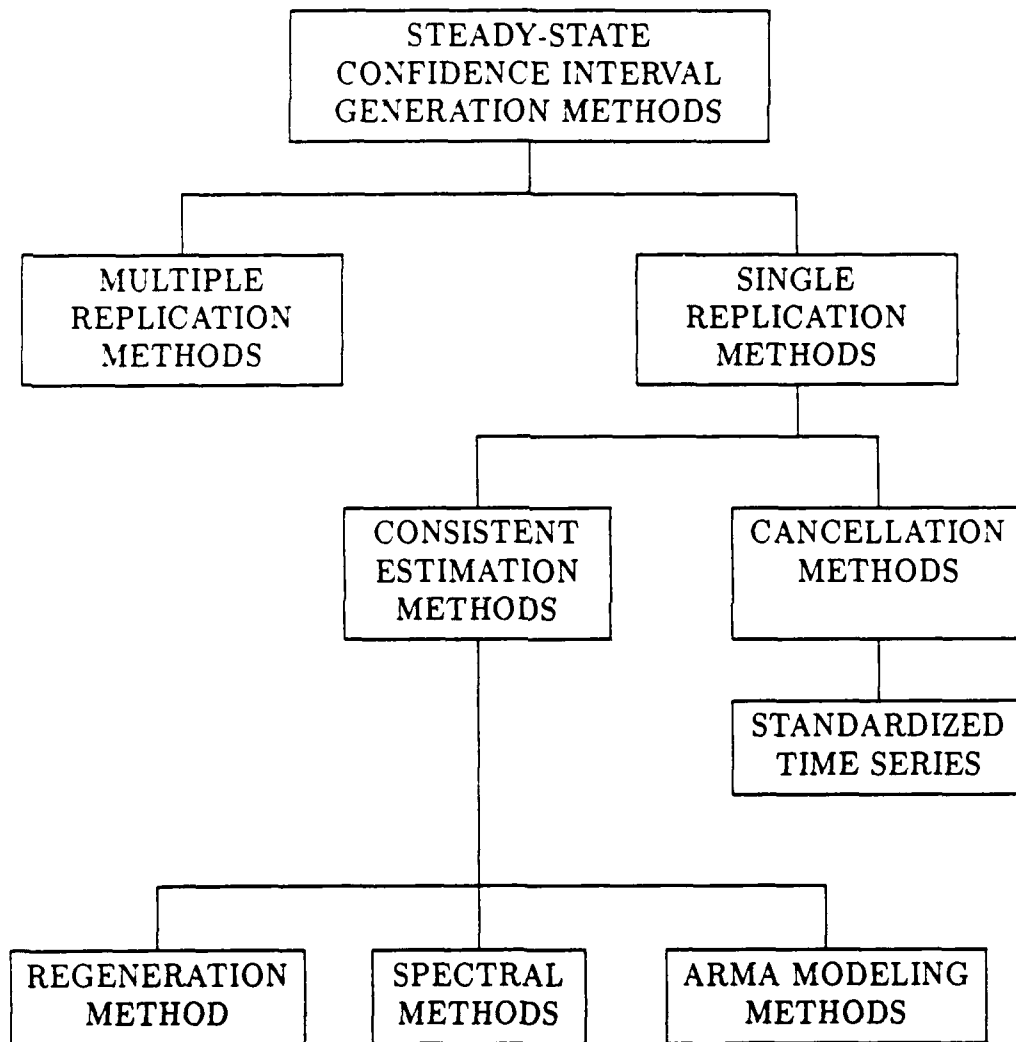 STEADY-STATE
CONFIDENCE INTERVAL
GENERATION METHODS
MULTIPLE
REPLICATION
METHODS
SINGLE
REPLICATION
METHODS
CONSISTENT
ESTIMATION
METHODS
CANCELLATION
METHODS
STANDARDIZED
TIME SERIES
REGENERATION
METHOD
SPECTRAL
METHODS
ARMA MODELING
METHODS